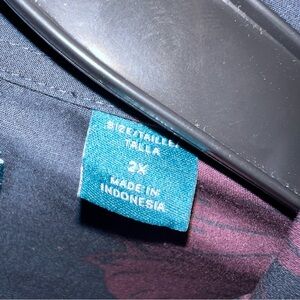 SIZE/TAILLE/
TALLA
2X
MADE IN
INDONESIA